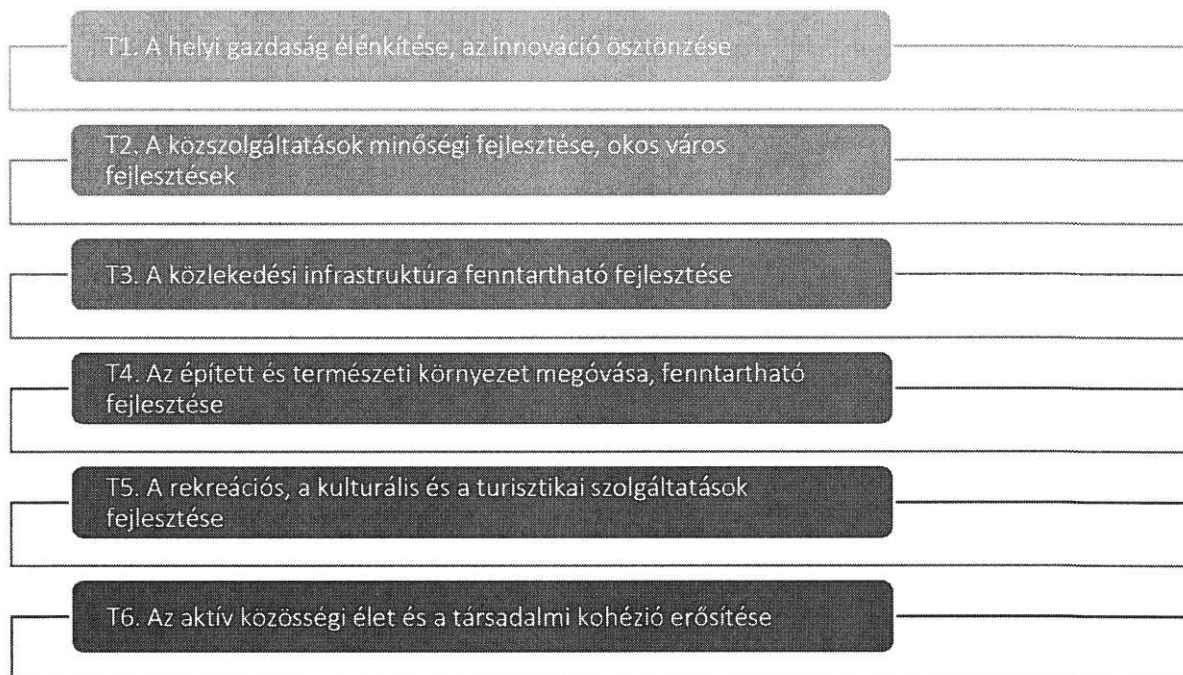 T1. A helyi gazdaság élénkítése, az innováció ösztönzése
T2. A közszolgáltatások minőségi fejlesztése, okos város
fejlesztések
T3. A közlekedési infrastruktúra fenntartható fejlesztése
T4. Az épített és természeti környezet megóvása, fenntartható
fejlesztése
T5. A rekreációs, a kulturális és a turisztikai szolgáltatások
fejlesztése
T6. Az aktív közösségi élet és a társadalmi kohézió erősítése